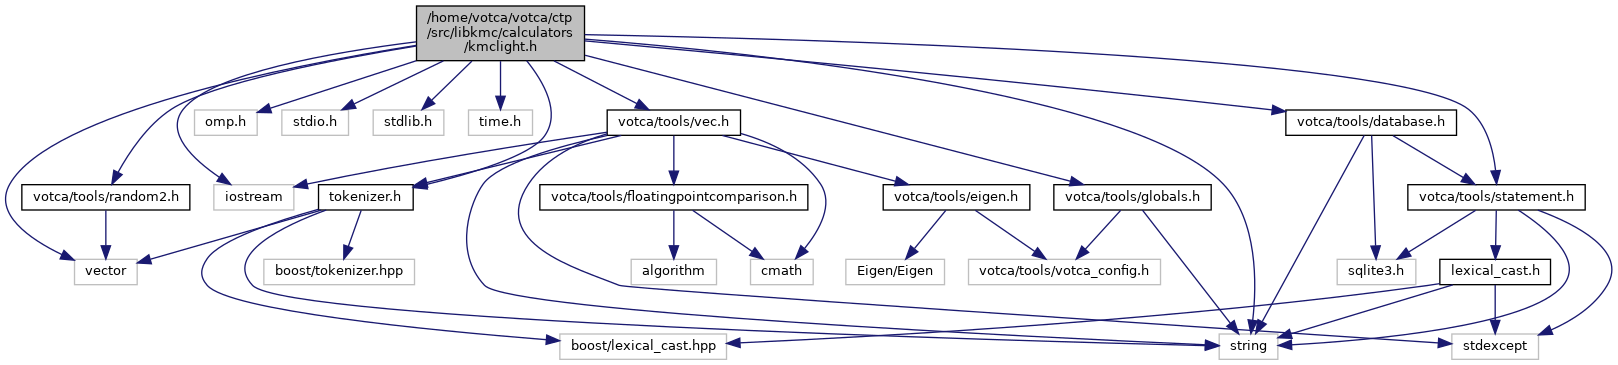 /home/votca/votca/ctp
/src/libkmc/calculators
/kmclight.h
omp.h
stdio.h
stdlib.h
time.h
votca/tools/vec.h
votca/tools/database.h
votca/tools/random2.h
iostream
tokenizer.h
votca/tools/floatingpointcomparison.h
votca/tools/eigen.h
votca/tools/globals.h
votca/tools/statement.h
vector
boost/tokenizer.hpp
algorithm
cmath
Eigen/Eigen
votca/tools/votca_config.h
sqlite3.h
lexical_cast.h
boost/lexical_cast.hpp
string
stdexcept